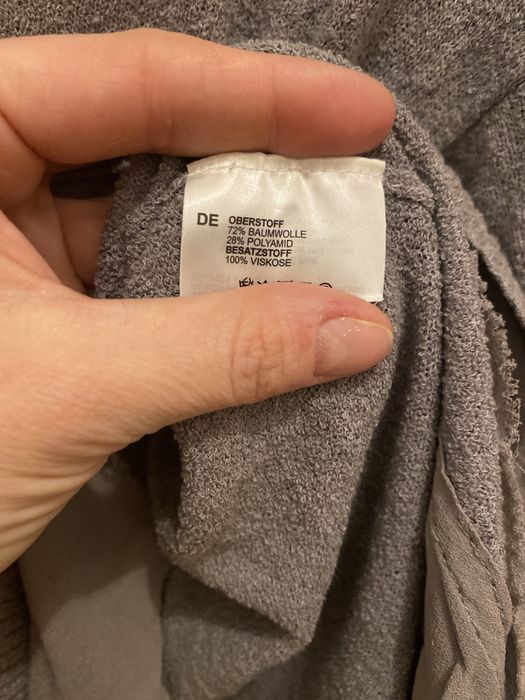 DE OBERSTOFF
72% BAUMWOLLE
28% POLYAMID
BESATZSTOFF
100% VISKOSE